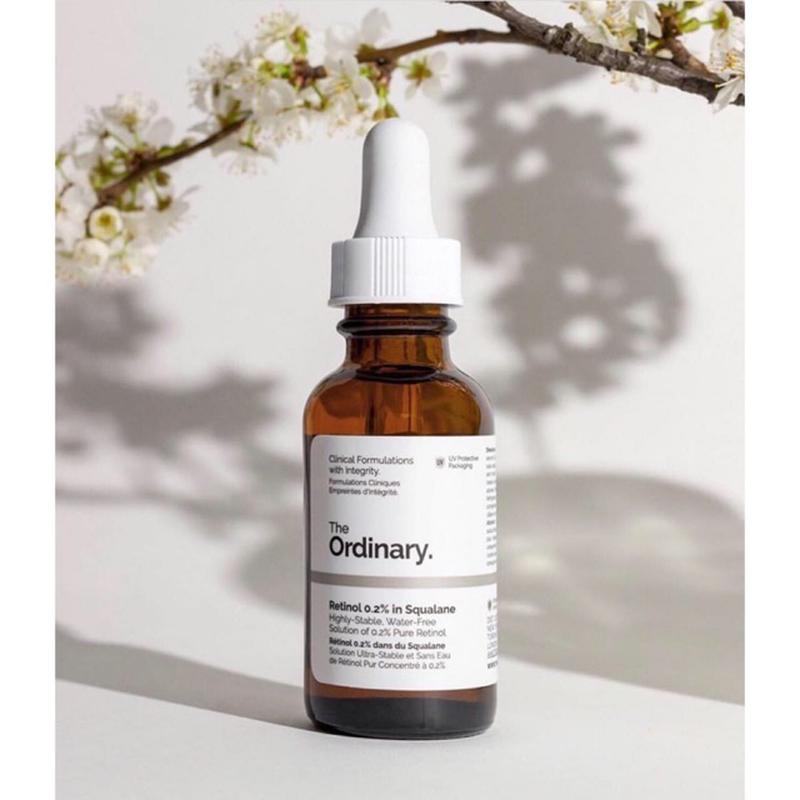 Clinical Formulations
with Integrity.
Formulations Cliniques
Empreintes d'Intégrité.
UV
UV Protective
Packaging
The
Ordinary.
Retinol 0.2% in Squalane
Highly-Stable, Water-Free
Solution of 0.2% Pure Retinol
Rétinol 0.2% dans du Squalane
Solution Ultra-Stable et Sans Eau
de Rétinol Pur Concentré à 0.2%